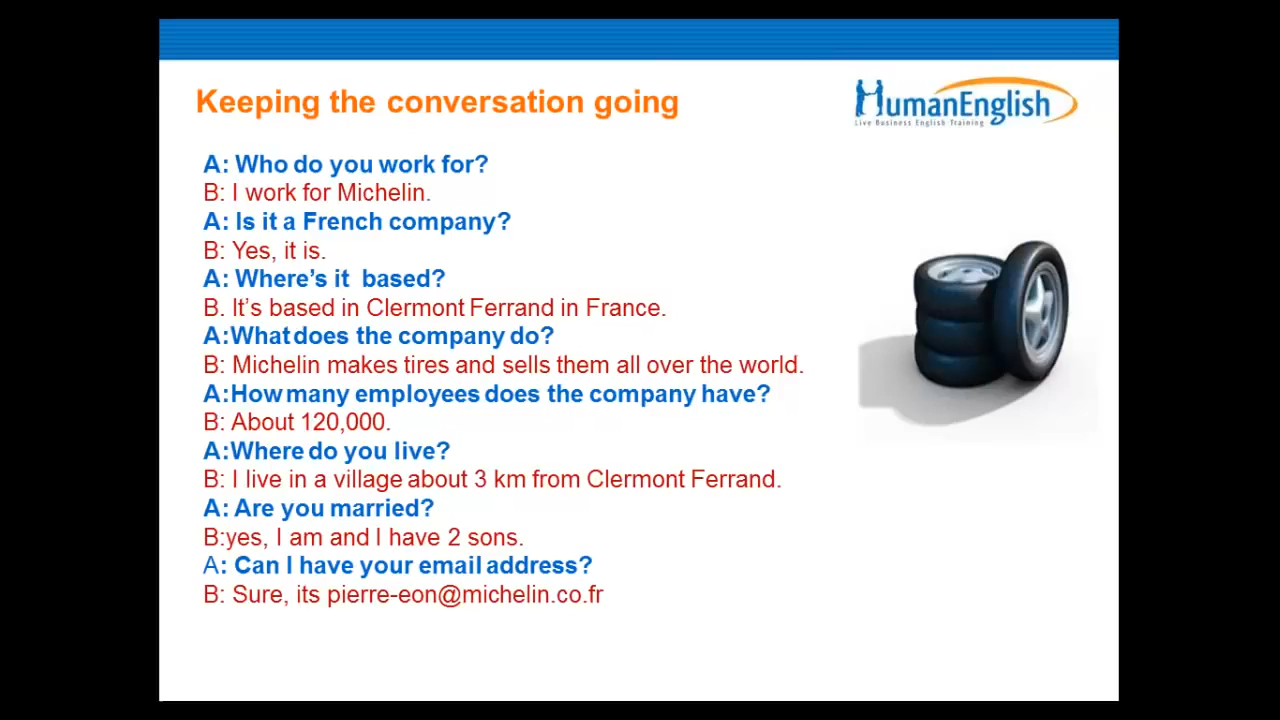 Keeping the conversation going
HumanEnglish
Live Business English Training
A: Who do you work for?
B: I work for Michelin.
A: Is it a French company?
B: Yes, it is.
A: Where’s it  based?
B. It’s based in Clermont Ferrand in France.
A:What does the company do?
B: Michelin makes tires and sells them all over the world.
A:How many employees does the company have?
B: About 120,000.
A:Where do you live?
B: I live in a village about 3 km from Clermont Ferrand.
A: Are you married?
B:yes, I am and I have 2 sons.
A: Can I have your email address?
B: Sure, its pierre-eon@michelin.co.fr